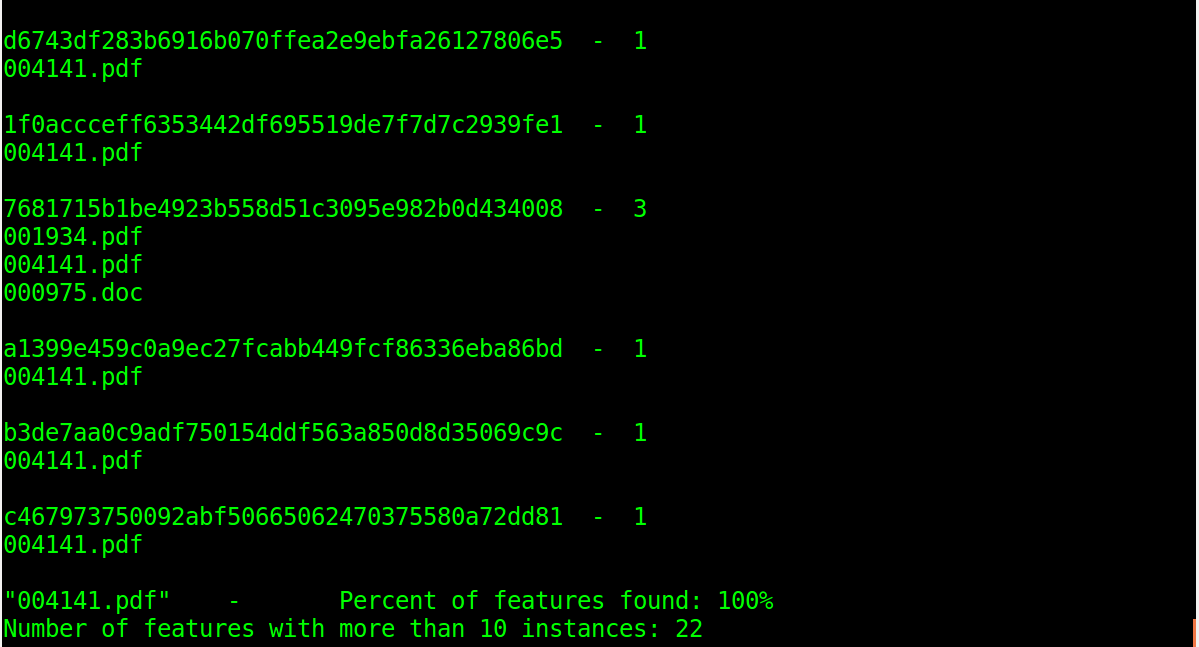 d6743df283b6916b070ffea2e9ebfa26127806e5  -  1
004141.pdf
1f0accceff6353442df695519de7f7d7c2939fe1  -  1
004141.pdf
7681715b1be4923b558d51c3095e982b0d434008  -  3
001934.pdf
004141.pdf
000975.doc
a1399e459c0a9ec27fcabb449fcf86336eba86bd  -  1
004141.pdf
b3de7aa0c9adf750154ddf563a850d8d35069c9c  -  1
004141.pdf
c467973750092abf50665062470375580a72dd81  -  1
004141.pdf
"004141.pdf"    -       Percent of features found: 100%
Number of features with more than 10 instances: 22